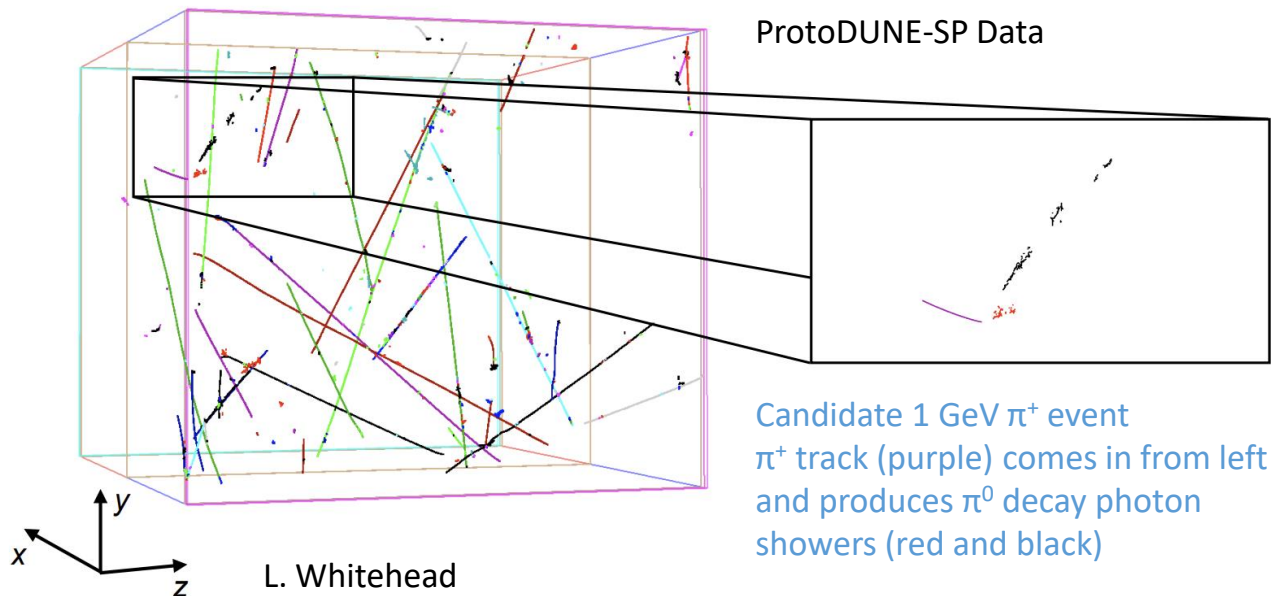 ProtoDUNE-SP Data
Candidate 1 GeV π⁺ event
π⁺ track (purple) comes in from left
and produces π⁰ decay photon
showers (red and black)
y
x
z
L. Whitehead